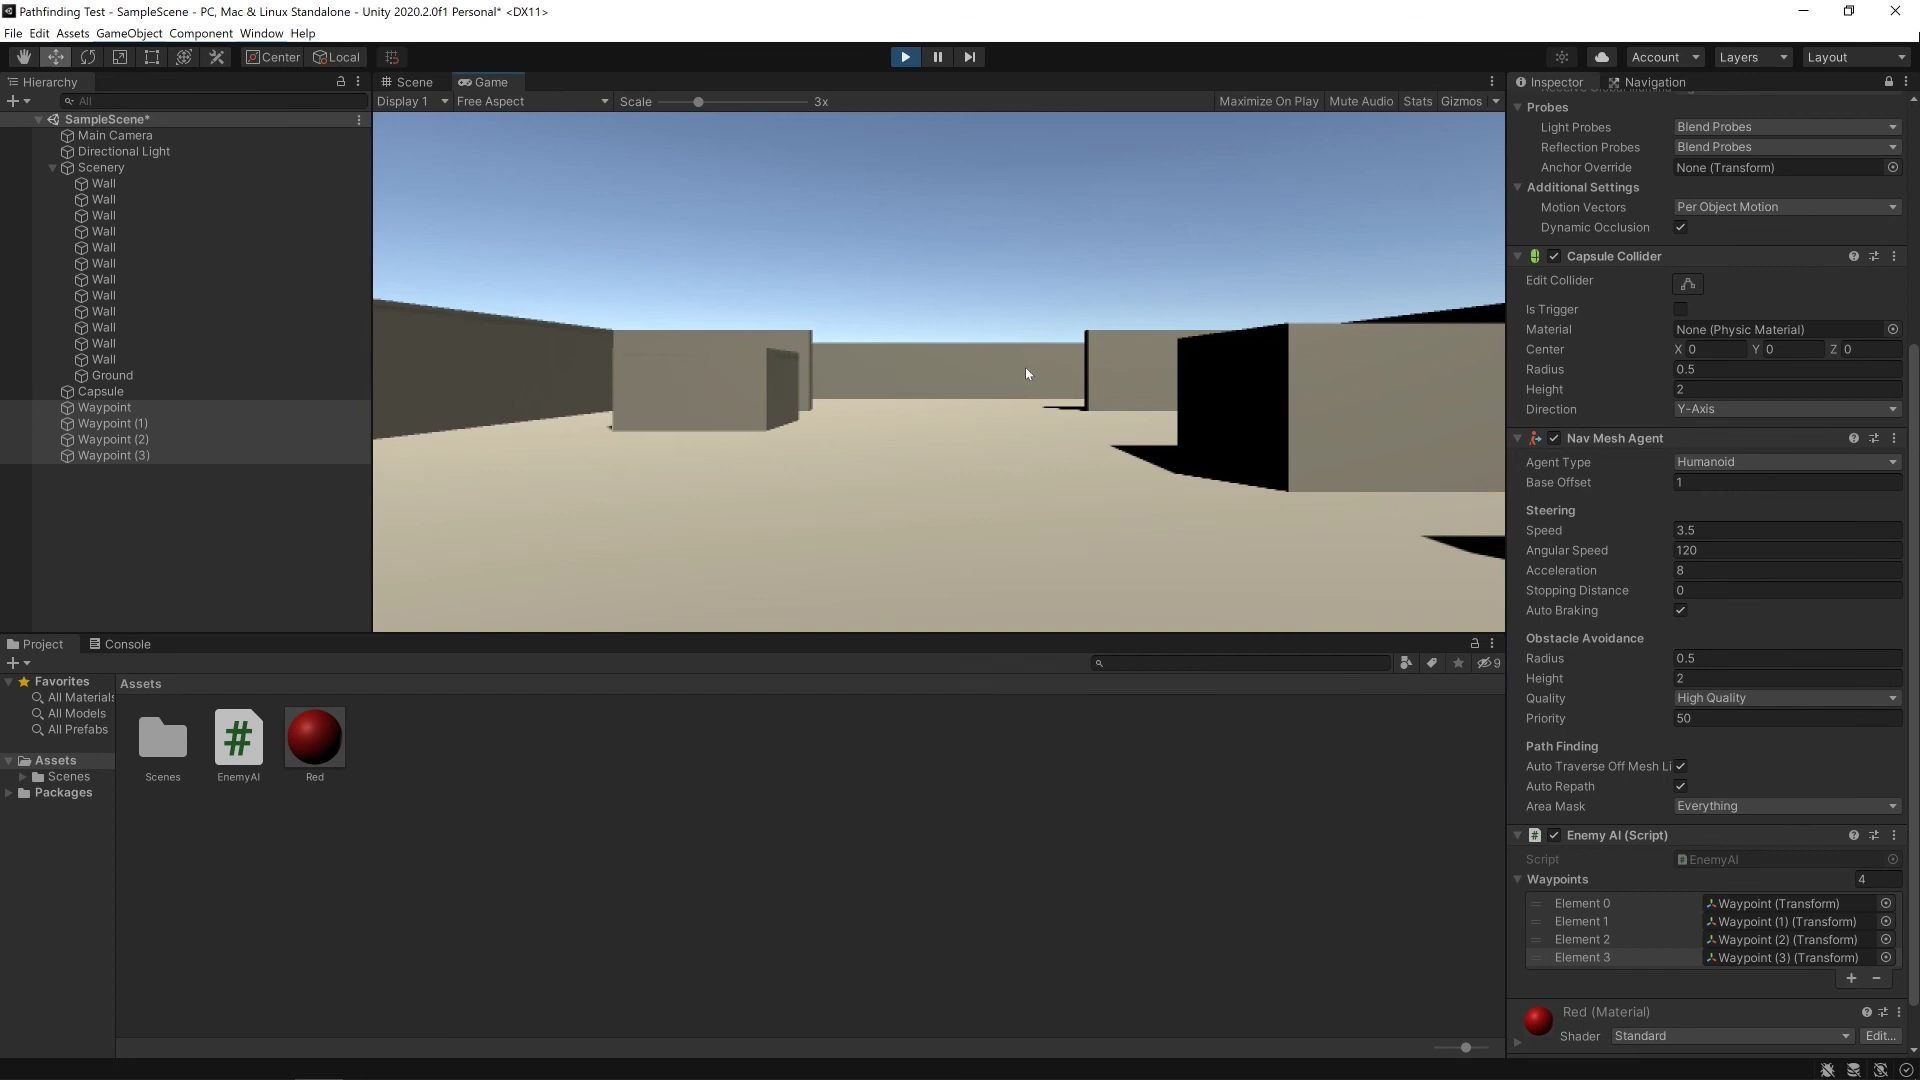 Pathfinding Test - SampleScene - PC, Mac & Linux Standalone - Unity 2020.2.0f1 Personal* <DX11>
File Edit Assets GameObject Component Window Help
Center Local Account Layers Layout
Hierarchy
All
SampleScene*
Main Camera
Directional Light
Scenery
Wall
Wall
Wall
Wall
Wall
Wall
Wall
Wall
Wall
Wall
Wall
Wall
Ground
Capsule
Waypoint
Waypoint (1)
Waypoint (2)
Waypoint (3)
Scene Game
Display 1 Free Aspect Scale 3x Maximize On Play Mute Audio Stats Gizmos
Project Console
9
Favorites
All Materials
All Models
All Prefabs
Assets
Scenes
Packages
Assets
Scenes EnemyAI Red
Inspector Navigation
Probes
Light Probes Blend Probes
Reflection Probes Blend Probes
Anchor Override None (Transform)
Additional Settings
Motion Vectors Per Object Motion
Dynamic Occlusion
Capsule Collider
Edit Collider
Is Trigger
Material None (Physic Material)
Center X 0 Y 0 Z 0
Radius 0.5
Height 2
Direction Y-Axis
Nav Mesh Agent
Agent Type Humanoid
Base Offset 1
Steering
Speed 3.5
Angular Speed 120
Acceleration 8
Stopping Distance 0
Auto Braking
Obstacle Avoidance
Radius 0.5
Height 2
Quality High Quality
Priority 50
Path Finding
Auto Traverse Off Mesh Li
Auto Repath
Area Mask Everything
# Enemy AI (Script)
Script EnemyAI
Waypoints 4
Element 0 Waypoint (Transform)
Element 1 Waypoint (1) (Transform)
Element 2 Waypoint (2) (Transform)
Element 3 Waypoint (3) (Transform)
Red (Material)
Shader Standard Edit...